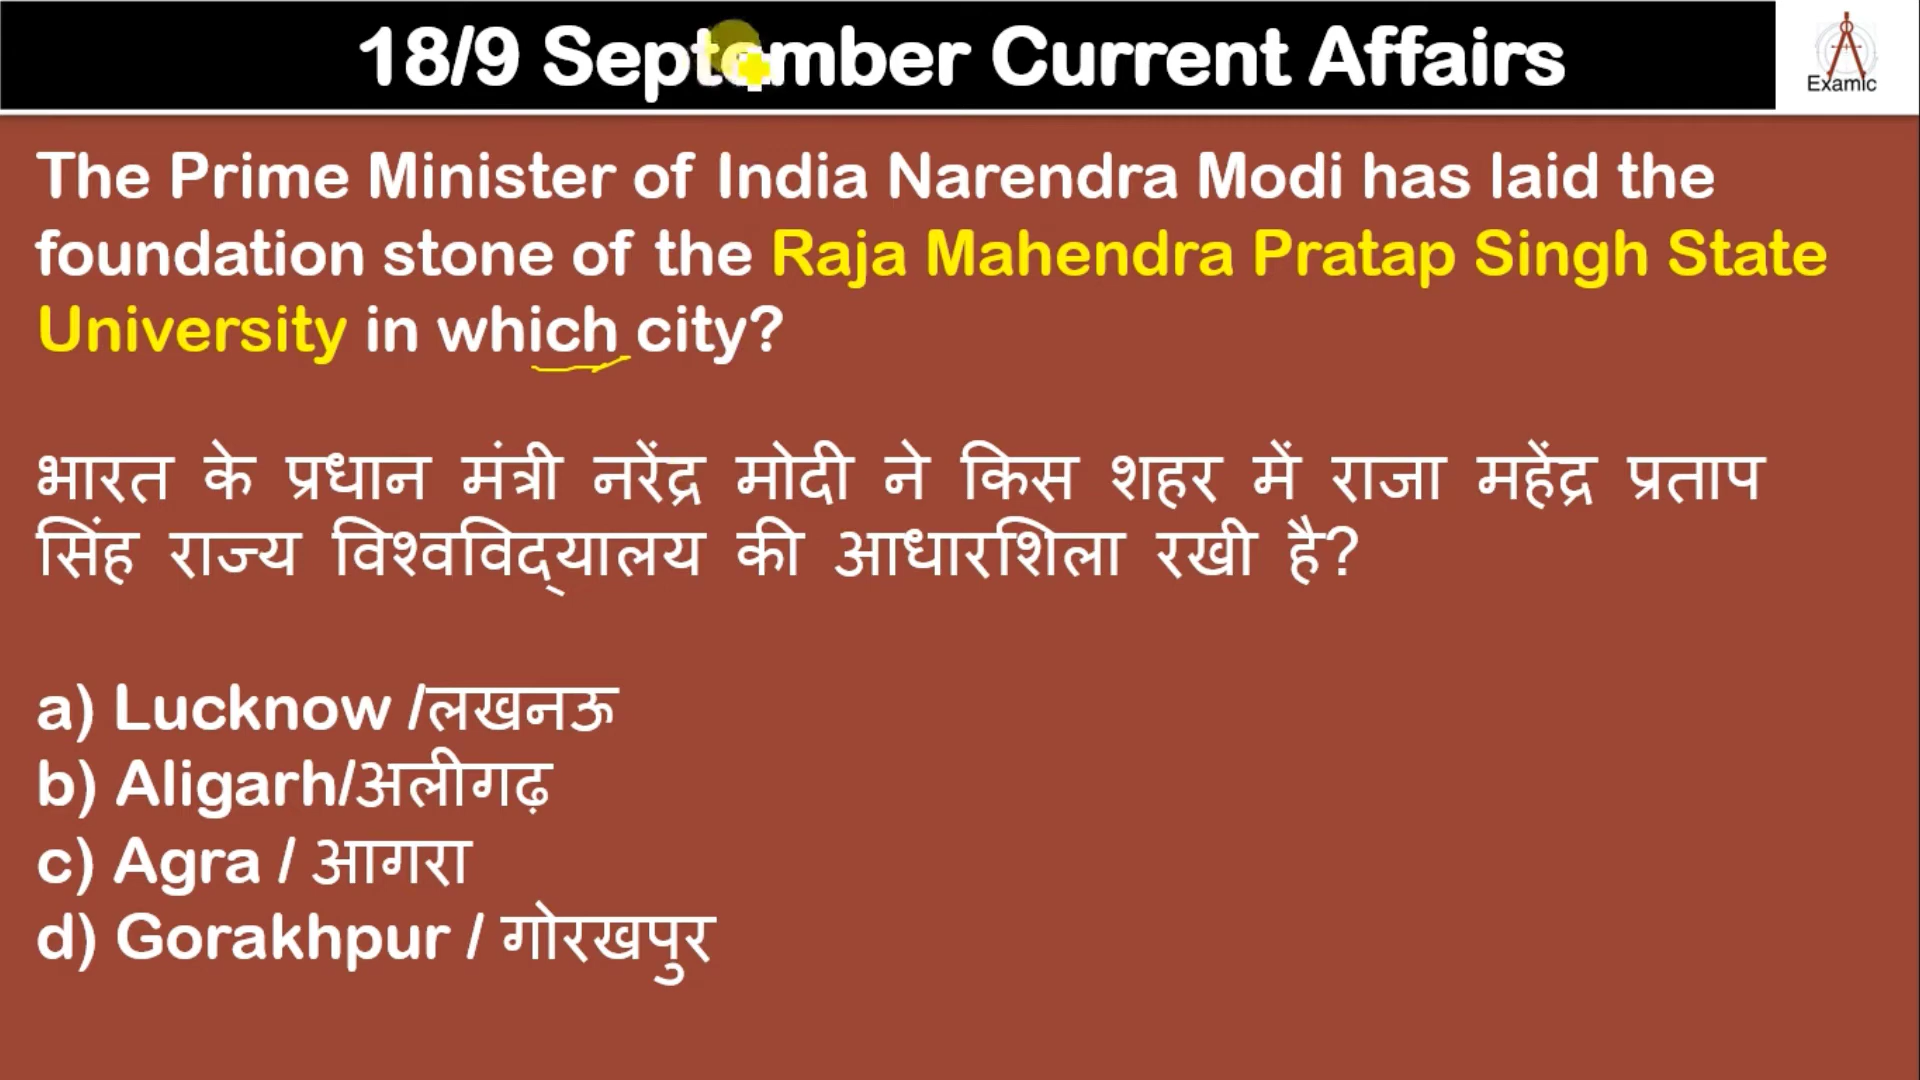 18/9 September Current Affairs
Examic
The Prime Minister of India Narendra Modi has laid the
foundation stone of the Raja Mahendra Pratap Singh State
University in which city?
भारत के प्रधान मंत्री नरेंद्र मोदी ने किस शहर में राजा महेंद्र प्रताप
सिंह राज्य विश्वविद्यालय की आधारशिला रखी है?
a) Lucknow /लखनऊ
b) Aligarh/अलीगढ़
c) Agra / आगरा
d) Gorakhpur / गोरखपुर